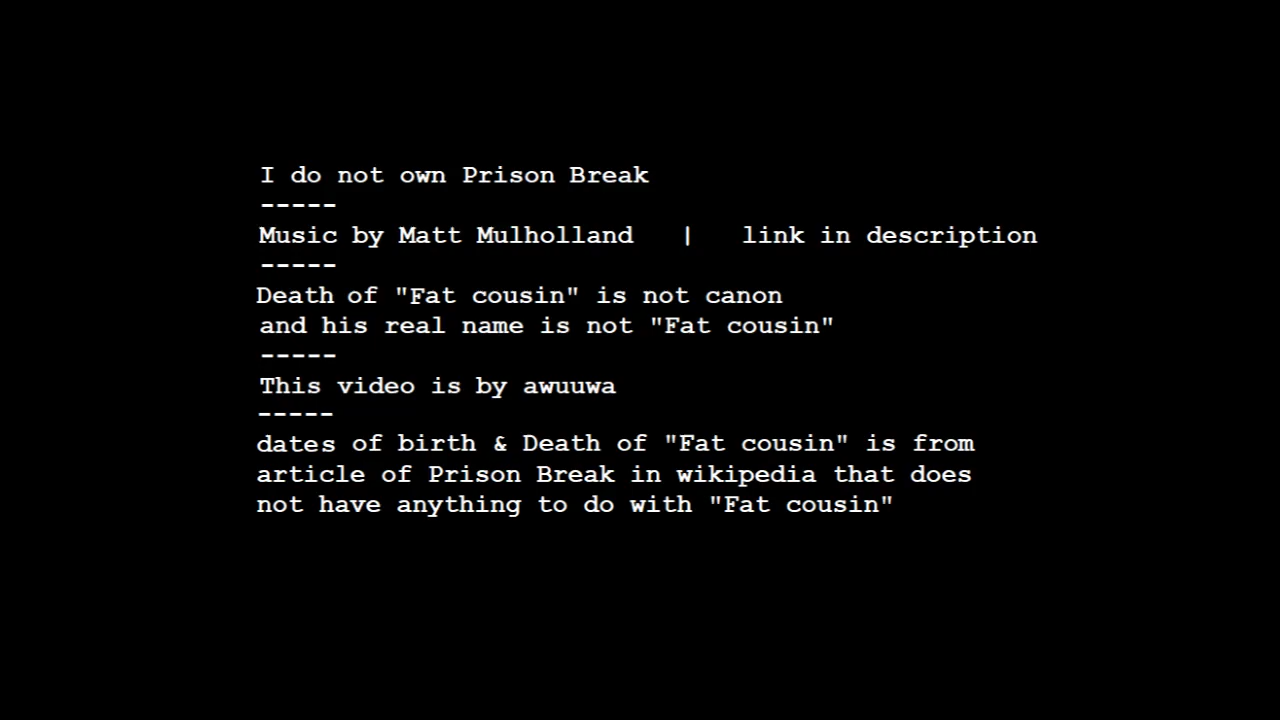 I do not own Prison Break
-----
Music by Matt Mulholland | link in description
-----
Death of "Fat cousin" is not canon
and his real name is not "Fat cousin"
-----
This video is by awuuwa
-----
dates of birth & Death of "Fat cousin" is from
article of Prison Break in wikipedia that does
not have anything to do with "Fat cousin"